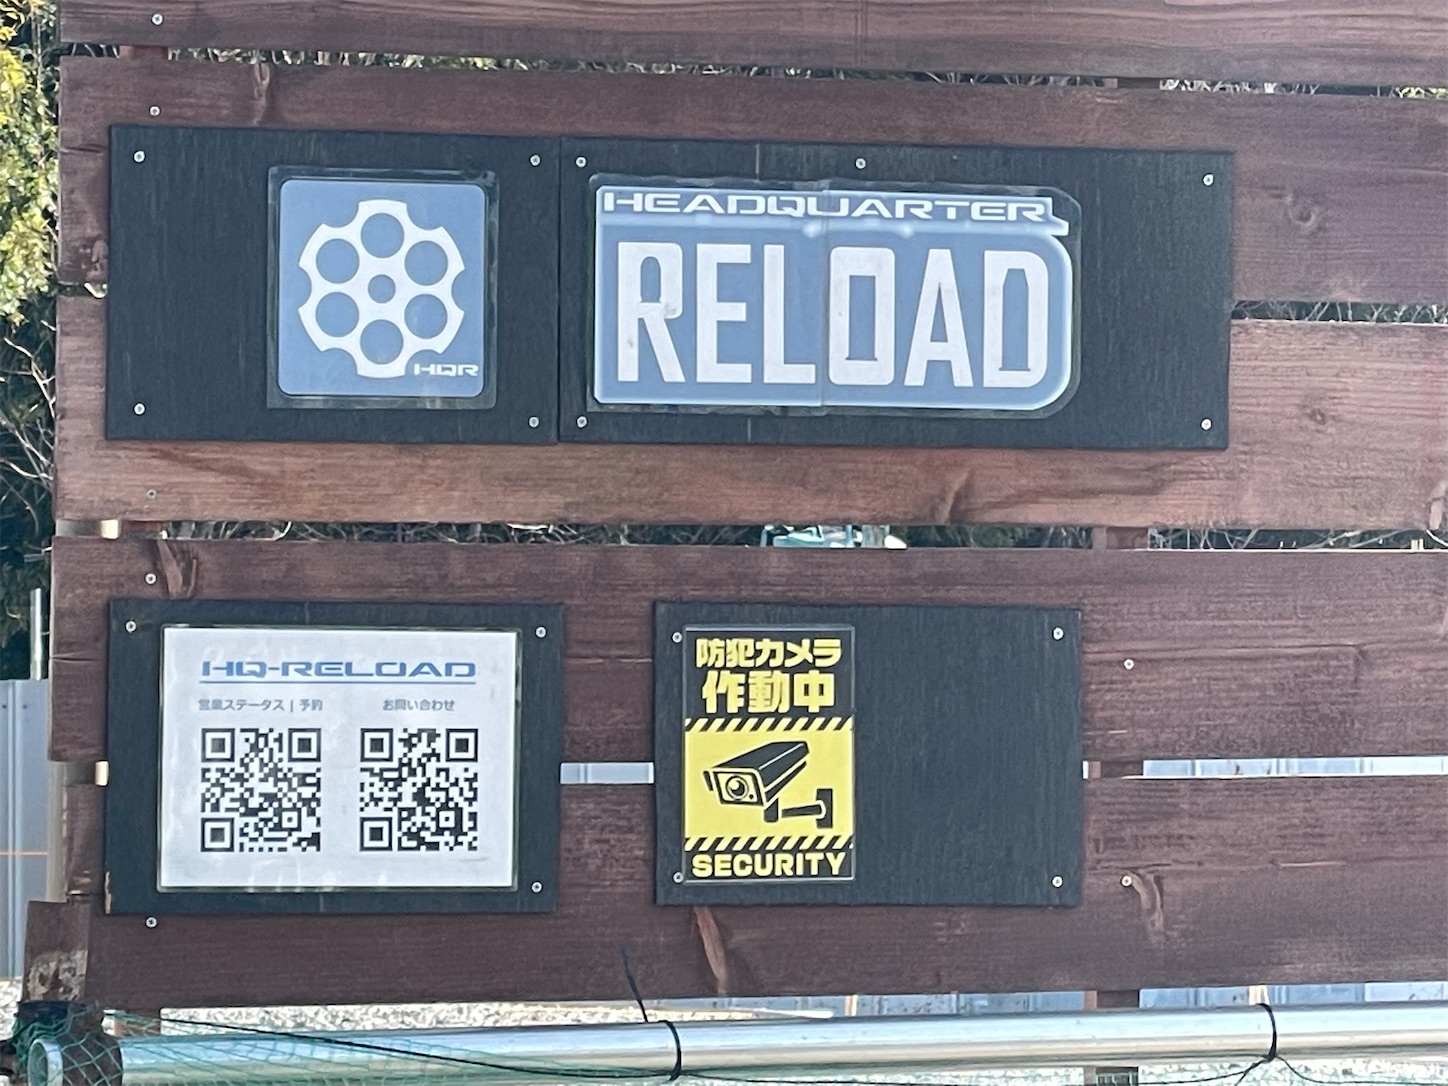 HQR
HEADQUARTER
RELOAD
HQ-RELOAD
営業ステータス | 予約
お問い合わせ
防犯カメラ
作動中
SECURITY